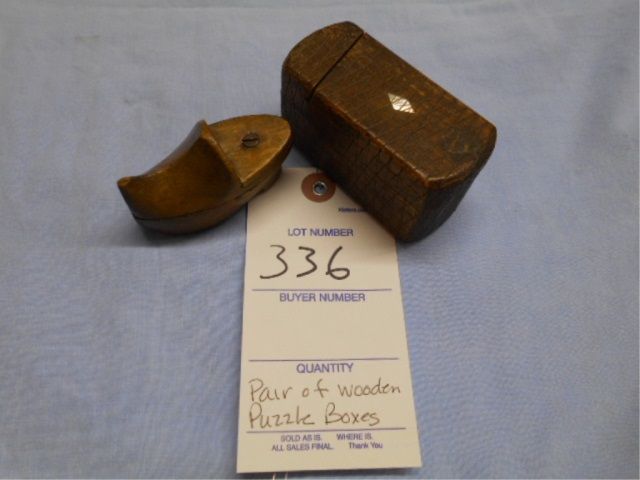 LOT NUMBER
336
BUYER NUMBER
QUANTITY
Pair of wooden
Puzzle Boxes
SOLD AS IS. WHERE IS.
ALL SALES FINAL. Thank You